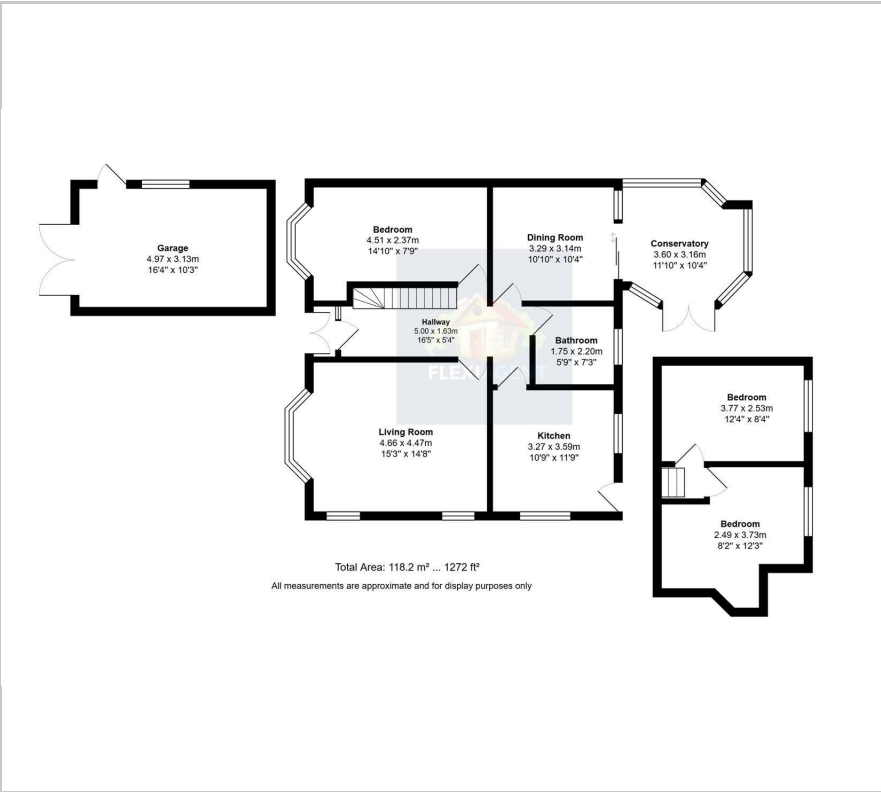 Garage
4.97 x 3.13m
16'4" x 10'3"
Bedroom
4.51 x 2.37m
14'10" x 7'9"
Dining Room
3.29 x 3.14m
10'10" x 10'4"
Conservatory
3.60 x 3.16m
11'10" x 10'4"
Hallway
5.00 x 1.63m
16'5" x 5'4"
Bathroom
1.75 x 2.20m
5'9" x 7'3"
Living Room
4.66 x 4.47m
15'3" x 14'8"
Kitchen
3.27 x 3.59m
10'9" x 11'9"
Bedroom
3.77 x 2.53m
12'4" x 8'4"
Bedroom
2.49 x 3.73m
8'2" x 12'3"
Total Area: 118.2 m² ... 1272 ft²
All measurements are approximate and for display purposes only